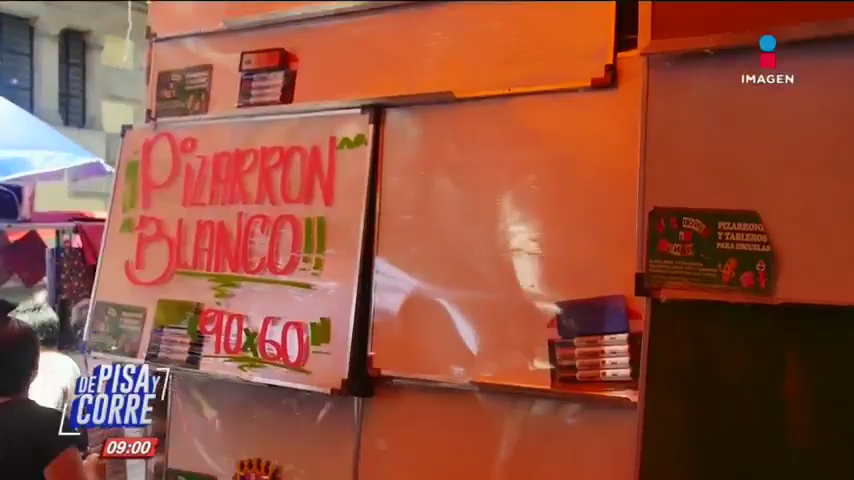 IMAGEN
¡¡PIZARRON
BLANCO!!
90x60
PIZARRONES
Y TABLEROS
PARA ESCUELAS
DE PISA Y
CORRE
09:00